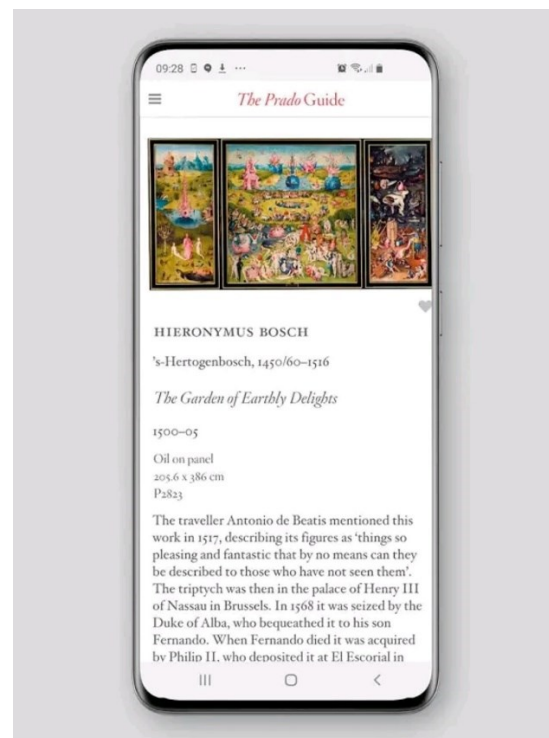 09:28
The Prado Guide
HIERONYMUS BOSCH
's-Hertogenbosch, 1450/60–1516
The Garden of Earthly Delights
1500–05
Oil on panel
205.6 x 386 cm
P2823
The traveller Antonio de Beatis mentioned this
work in 1517, describing its figures as ‘things so
pleasing and fantastic that by no means can they
be described to those who have not seen them’.
The triptych was then in the palace of Henry III
of Nassau in Brussels. In 1568 it was seized by the
Duke of Alba, who bequeathed it to his son
Fernando. When Fernando died it was acquired
by Philip II, who deposited it at El Escorial in